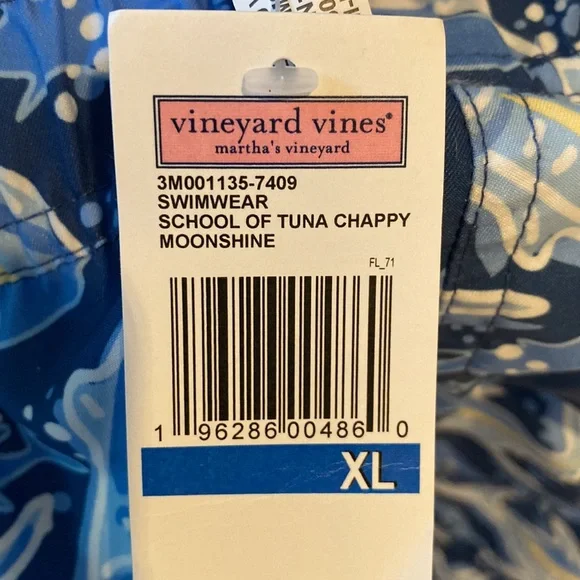 vineyard vines®
martha's vineyard
3M001135-7409
SWIMWEAR
SCHOOL OF TUNA CHAPPY
MOONSHINE
FL_71
1 96286 00486 0
XL